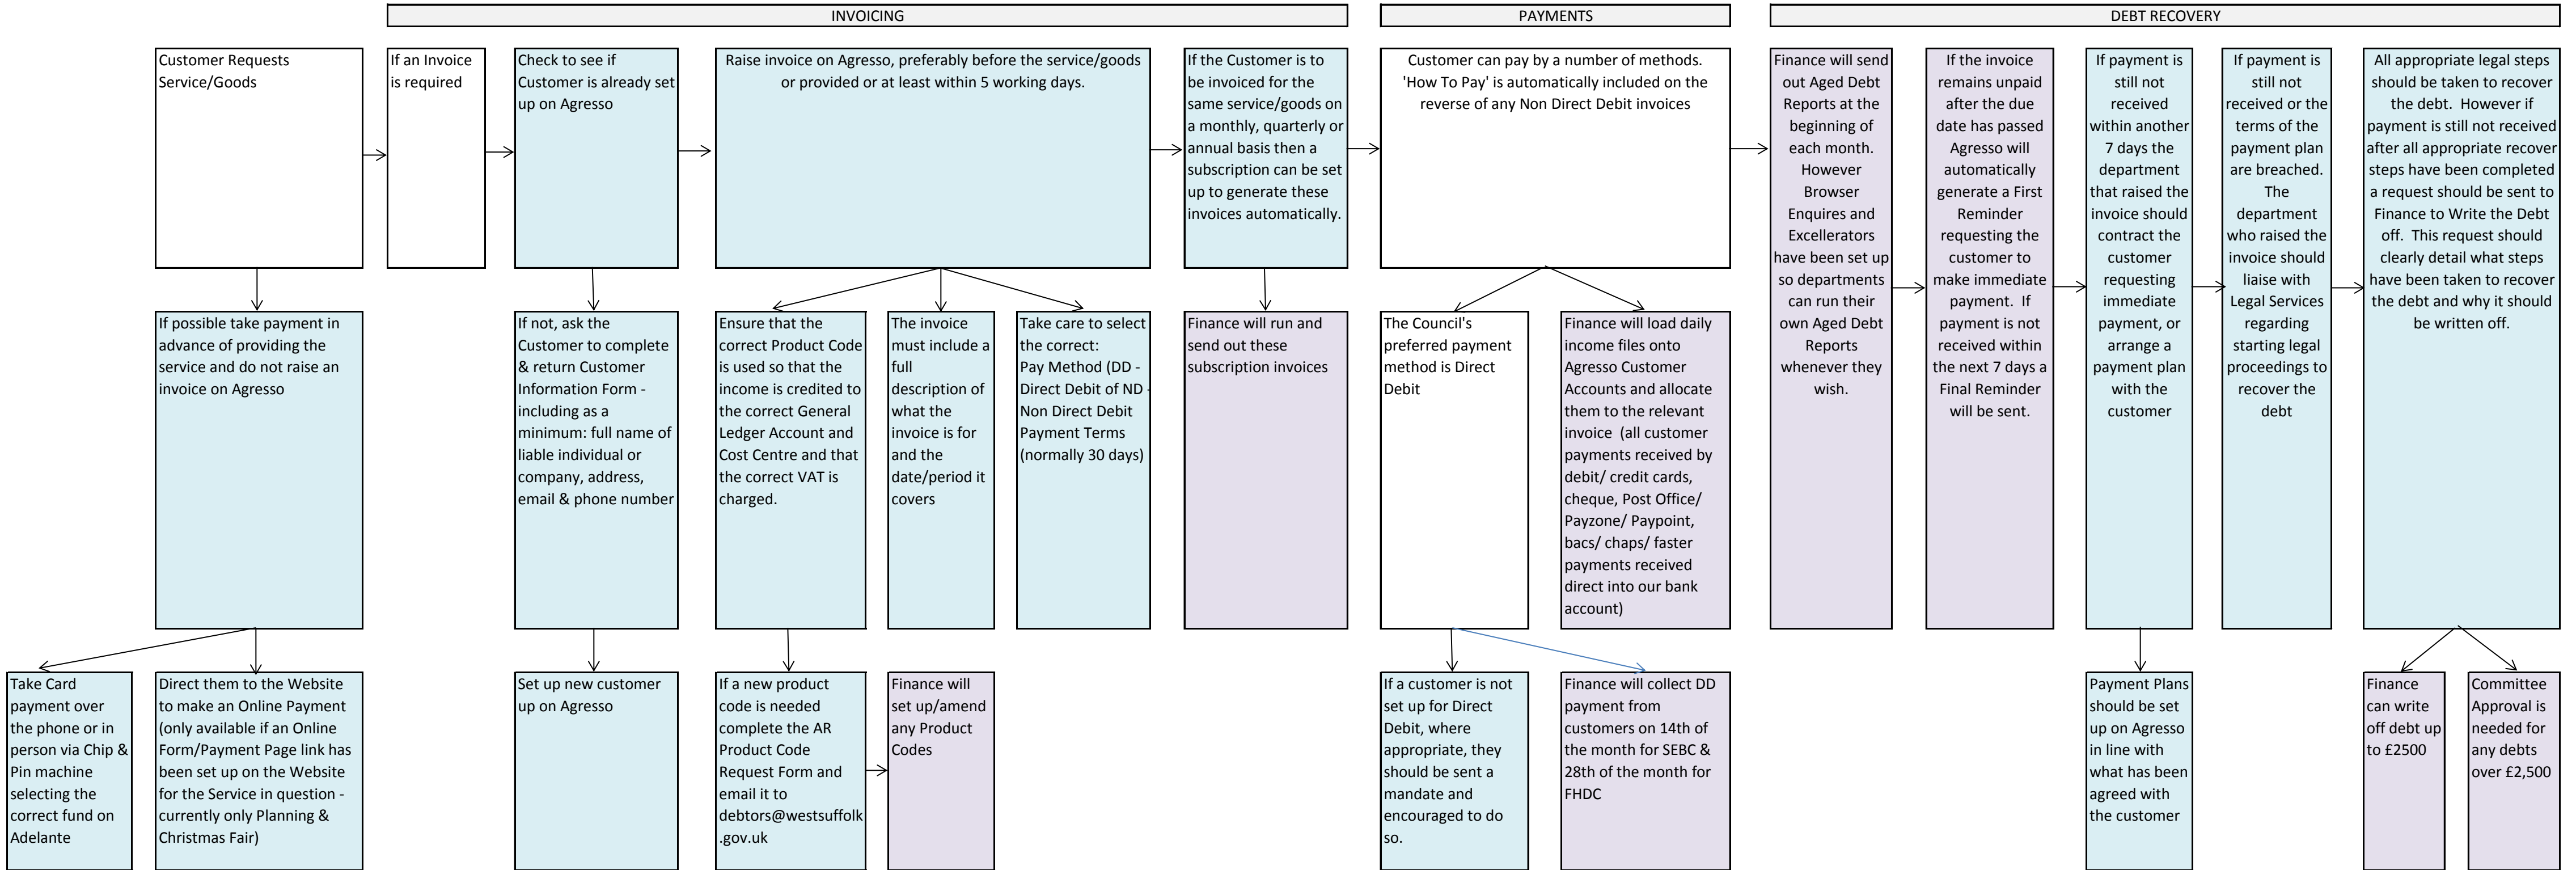 INVOICING
PAYMENTS
DEBT RECOVERY
Customer Requests
Service/Goods
If an Invoice
is required
Check to see if
Customer is already set
up on Agresso
Raise invoice on Agresso, preferably before the service/goods
or provided or at least within 5 working days.
If the Customer is to
be invoiced for the
same service/goods on
a monthly, quarterly or
annual basis then a
subscription can be set
up to generate these
invoices automatically.
Customer can pay by a number of methods.
'How To Pay' is automatically included on the
reverse of any Non Direct Debit invoices
Finance will send
out Aged Debt
Reports at the
beginning of
each month.
However
Browser
Enquires and
Excellerators
have been set up
so departments
can run their
own Aged Debt
Reports
whenever they
wish.
If the invoice
remains unpaid
after the due
date has passed
Agresso will
automatically
generate a First
Reminder
requesting the
customer to
make immediate
payment.  If
payment is not
received within
the next 7 days a
Final Reminder
will be sent.
If payment is
still not
received
within another
7 days the
department
that raised the
invoice should
contract the
customer
requesting
immediate
payment, or
arrange a
payment plan
with the
customer
If payment is
still not
received or the
terms of the
payment plan
are breached.
The
department
who raised the
invoice should
liaise with
Legal Services
regarding
starting legal
proceedings to
recover the
debt
All appropriate legal steps
should be taken to recover
the debt.  However if
payment is still not received
after all appropriate recover
steps have been completed
a request should be sent to
Finance to Write the Debt
off.  This request should
clearly detail what steps
have been taken to recover
the debt and why it should
be written off.
If possible take payment in
advance of providing the
service and do not raise an
invoice on Agresso
If not, ask the
Customer to complete
& return Customer
Information Form -
including as a
minimum: full name of
liable individual or
company, address,
email & phone number
Ensure that the
correct Product Code
is used so that the
income is credited to
the correct General
Ledger Account and
Cost Centre and that
the correct VAT is
charged.
The invoice
must include a
full
description of
what the
invoice is for
and the
date/period it
covers
Take care to select
the correct:
Pay Method (DD -
Direct Debit of ND -
Non Direct Debit
Payment Terms
(normally 30 days)
Finance will run and
send out these
subscription invoices
The Council's
preferred payment
method is Direct
Debit
Finance will load daily
income files onto
Agresso Customer
Accounts and allocate
them to the relevant
invoice  (all customer
payments received by
debit/ credit cards,
cheque, Post Office/
Payzone/ Paypoint,
bacs/ chaps/ faster
payments received
direct into our bank
account)
Take Card
payment over
the phone or in
person via Chip &
Pin machine
selecting the
correct fund on
Adelante
Direct them to the Website
to make an Online Payment
(only available if an Online
Form/Payment Page link has
been set up on the Website
for the Service in question -
currently only Planning &
Christmas Fair)
Set up new customer
up on Agresso
If a new product
code is needed
complete the AR
Product Code
Request Form and
email it to
debtors@westsuffolk
.gov.uk
Finance will
set up/amend
any Product
Codes
If a customer is not
set up for Direct
Debit, where
appropriate, they
should be sent a
mandate and
encouraged to do
so.
Finance will collect DD
payment from
customers on 14th of
the month for SEBC &
28th of the month for
FHDC
Payment Plans
should be set
up on Agresso
in line with
what has been
agreed with
the customer
Finance
can write
off debt up
to £2500
Committee
Approval is
needed for
any debts
over £2,500